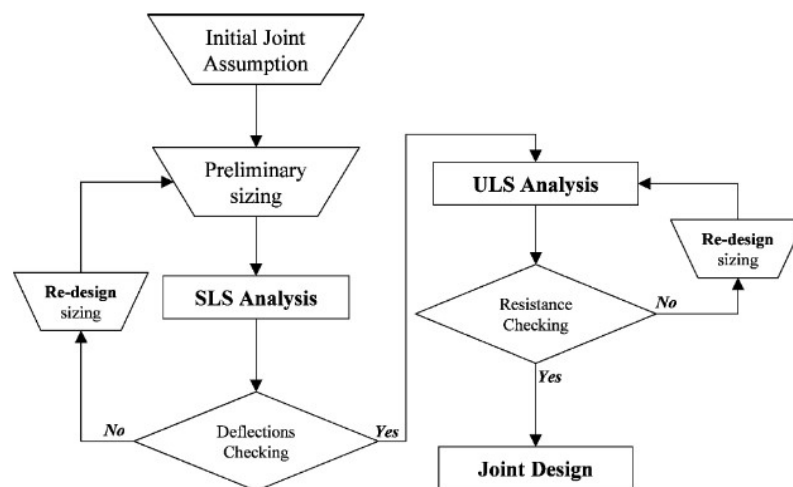 Initial Joint
Assumption
Preliminary
sizing
Re-design
sizing
SLS Analysis
No
Deflections
Checking
Yes
ULS Analysis
Re-design
sizing
Resistance
Checking
No
Yes
Joint Design